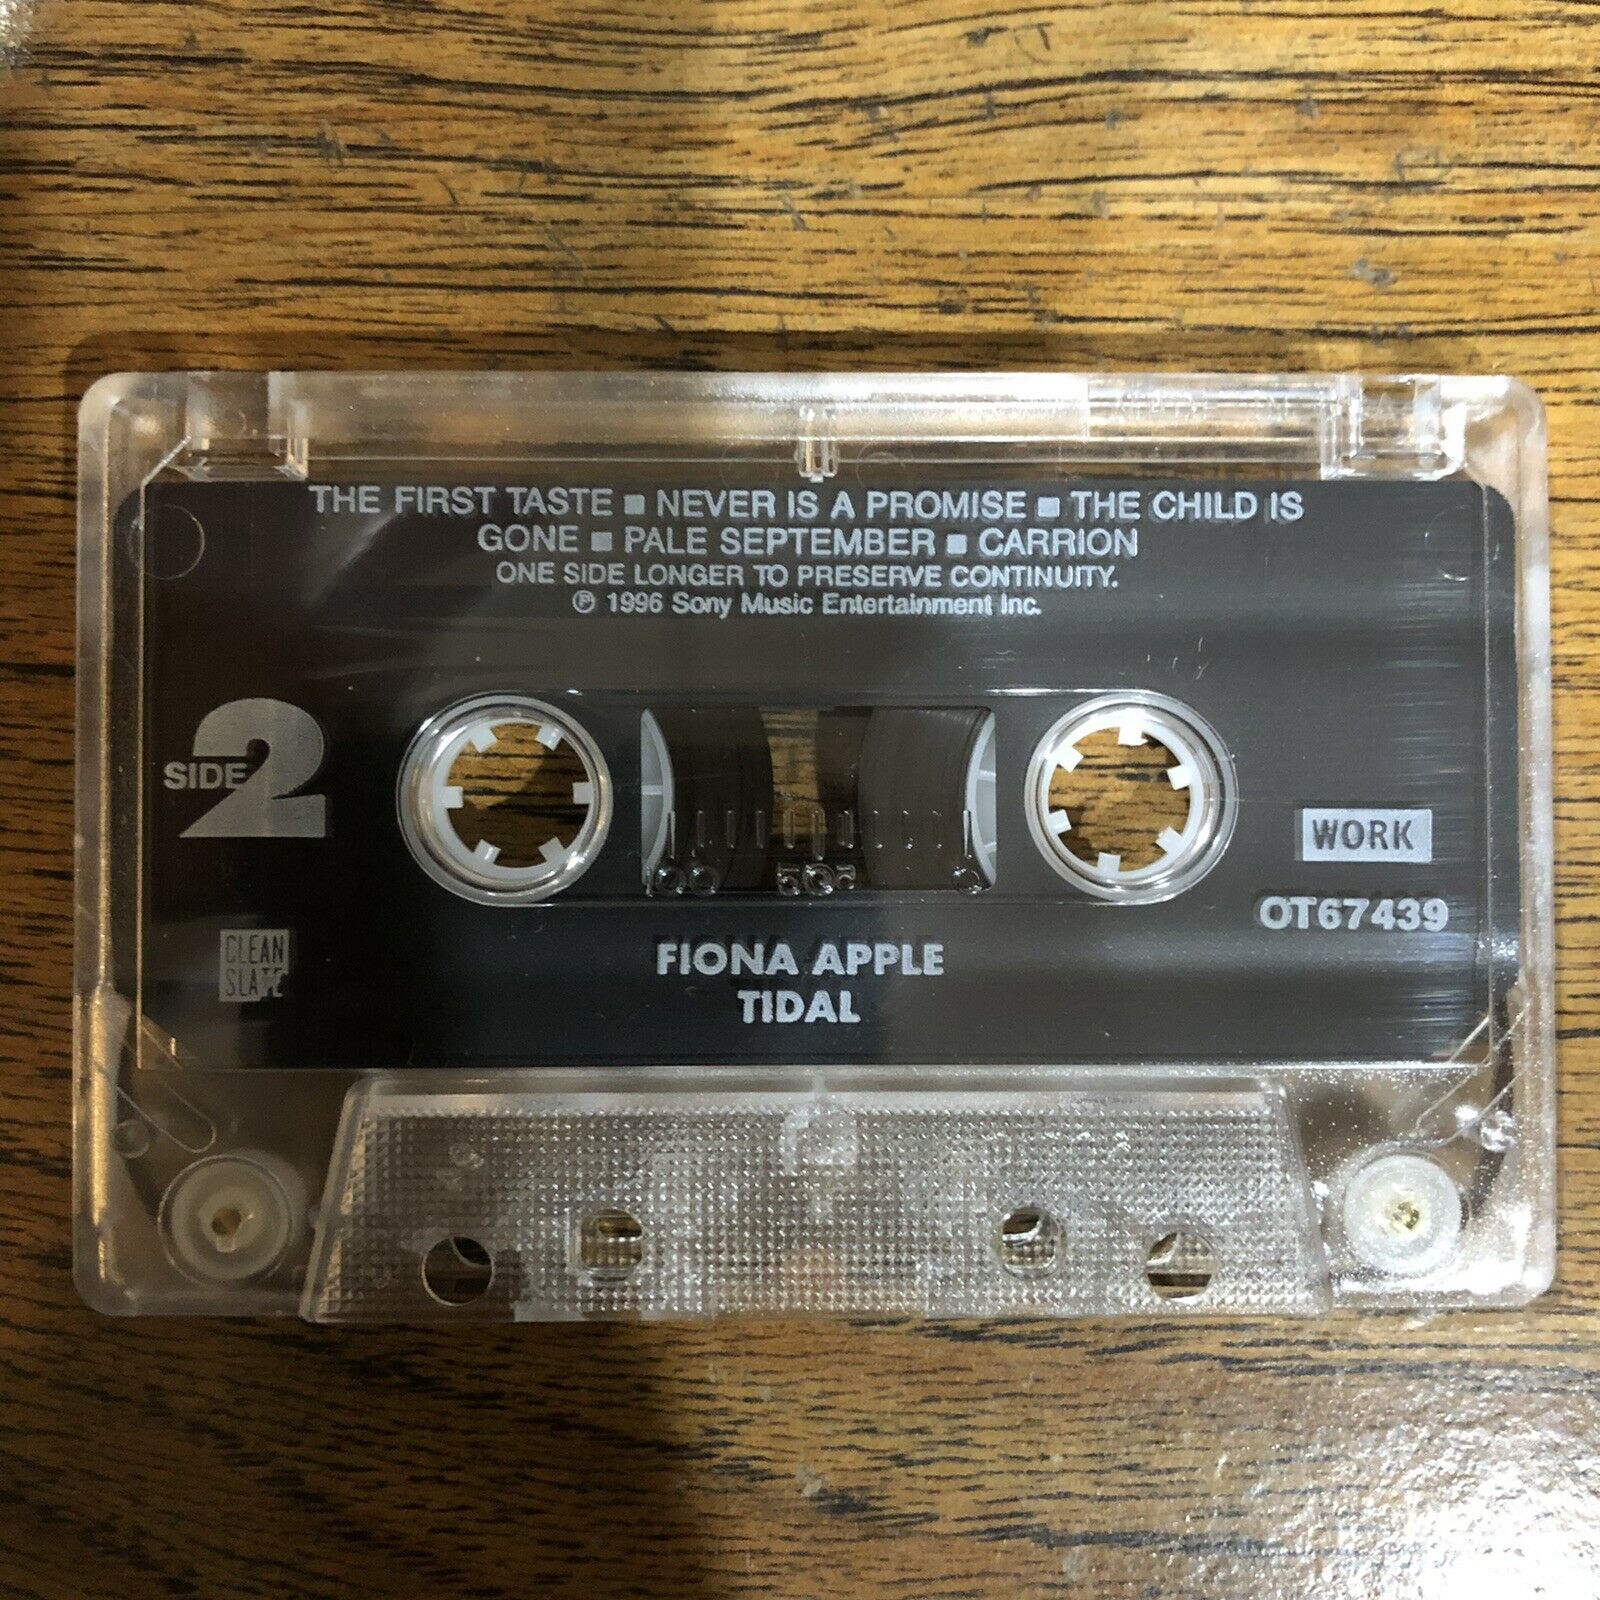 THE FIRST TASTE ■ NEVER IS A PROMISE ■ THE CHILD IS
GONE ■ PALE SEPTEMBER ■ CARRION
ONE SIDE LONGER TO PRESERVE CONTINUITY.
℗ 1996 Sony Music Entertainment Inc.
SIDE 2
WORK
OT67439
CLEAN
SLATE
FIONA APPLE
TIDAL